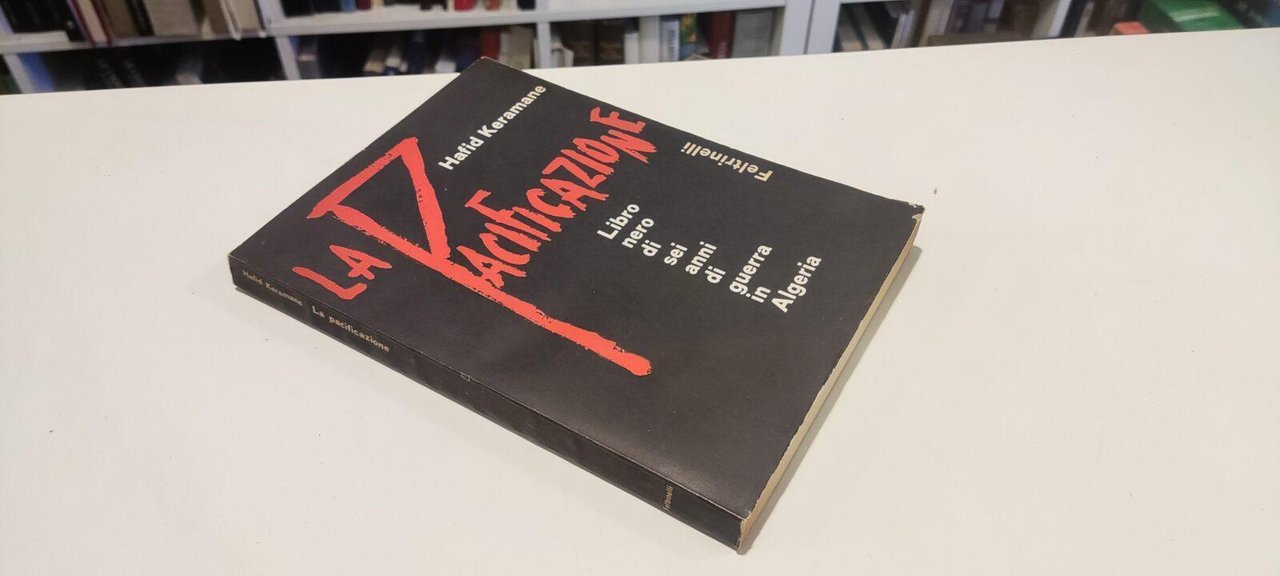 Hafid Keramane
LA PACIFICAZIONE
Libro
nero
di
sei
anni
di
guerra
in
Algeria
Feltrinelli
Hafid Keramane La pacificazione
Feltrinelli